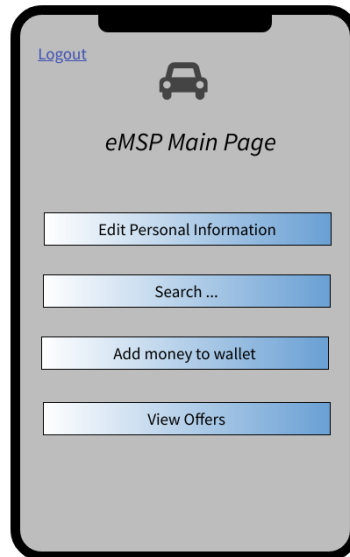 Logout
eMSP Main Page
Edit Personal Information
Search ...
Add money to wallet
View Offers